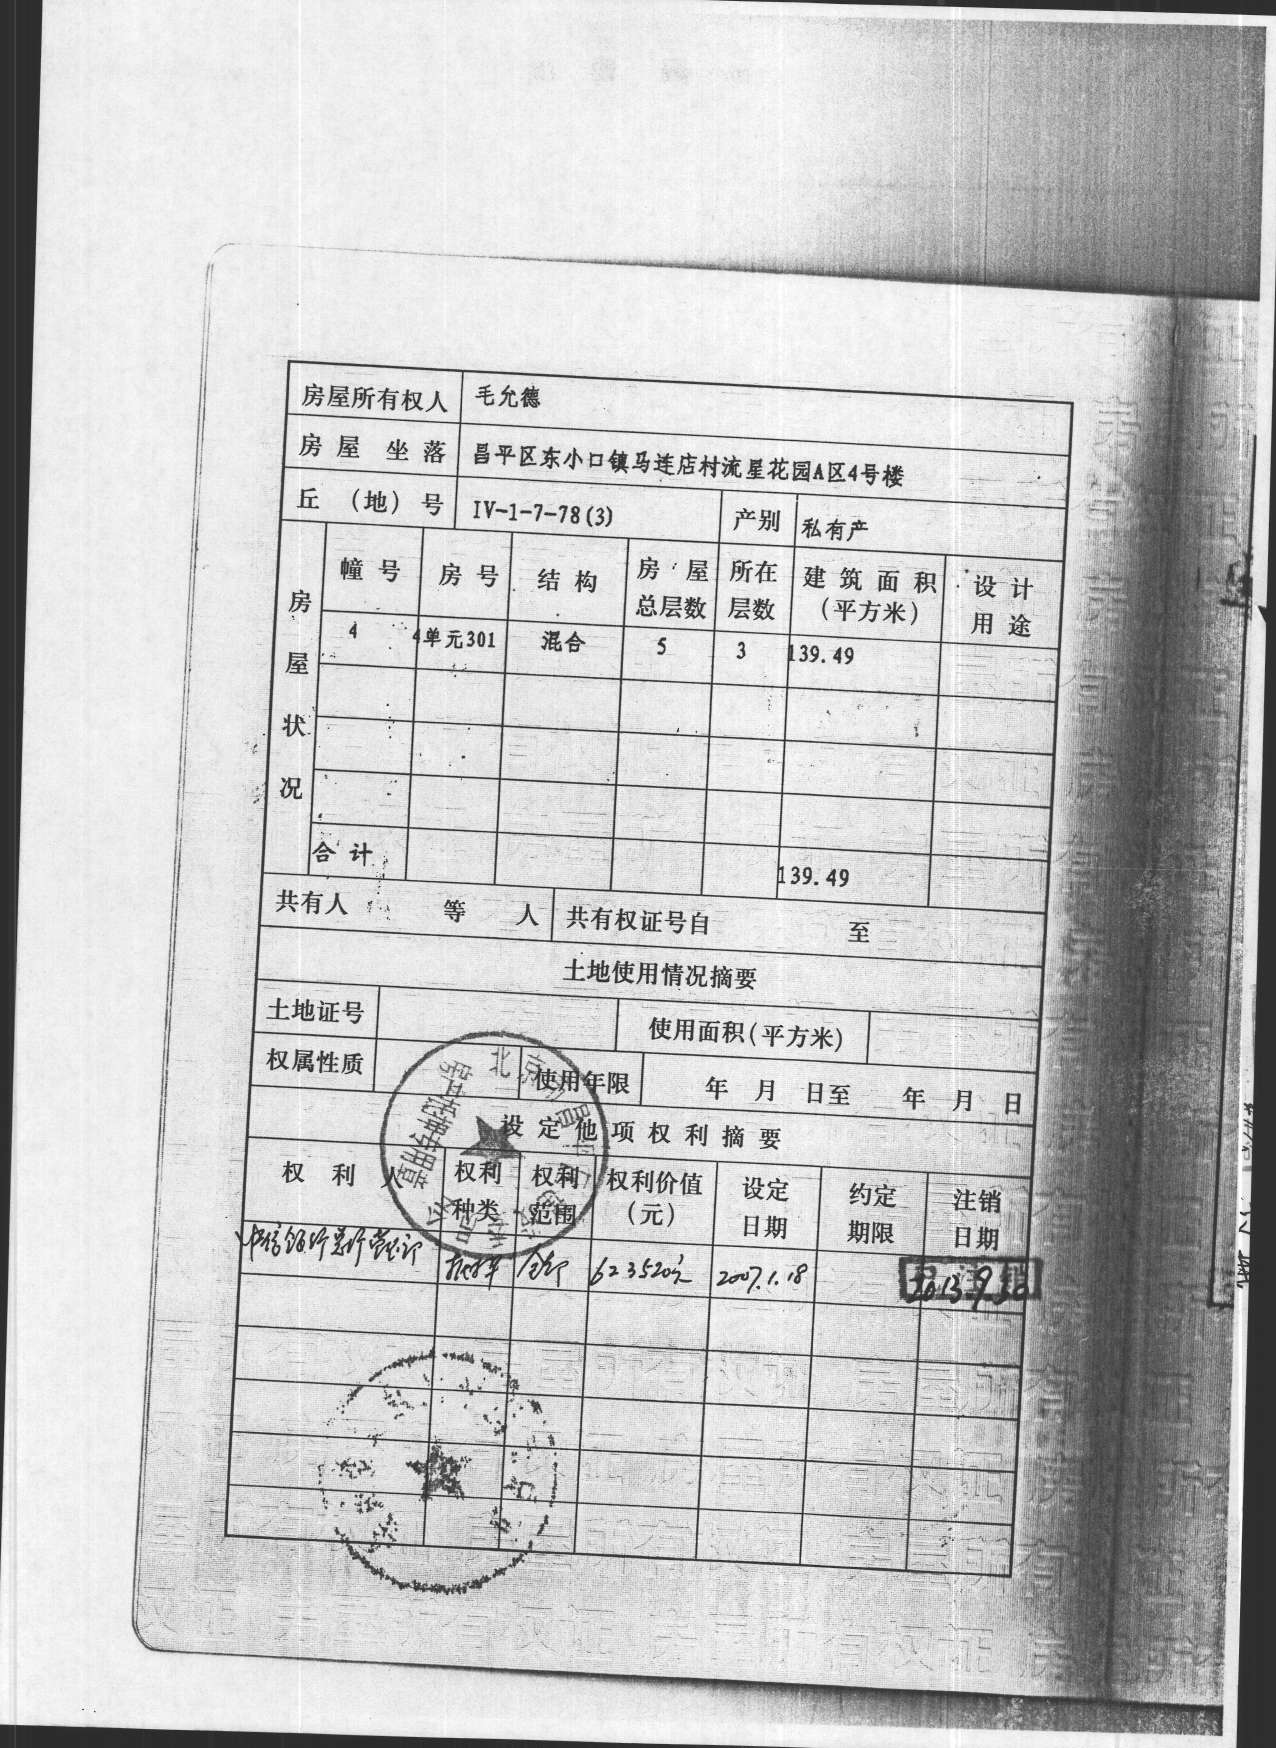 房屋所有权人 毛允德
房屋坐落 昌平区东小口镇马连店村流星花园A区4号楼
丘（地）号 IV-1-7-78(3) 产别 私有产
房屋状况
幢号 房号 结构 房屋总层数 所在层数 建筑面积（平方米） 设计用途
4 4单元301 混合 5 3 139.49
合计 139.49
共有人 等 人 共有权证号自 至
土地使用情况摘要
土地证号 使用面积(平方米)
权属性质 使用年限 年 月 日至 年 月 日
设定他项权利摘要
权利人 权利种类 权利范围 权利价值（元） 设定日期 约定期限 注销日期
中信银行 抵押 全部 623520元 2007.1.18 2013.9.30